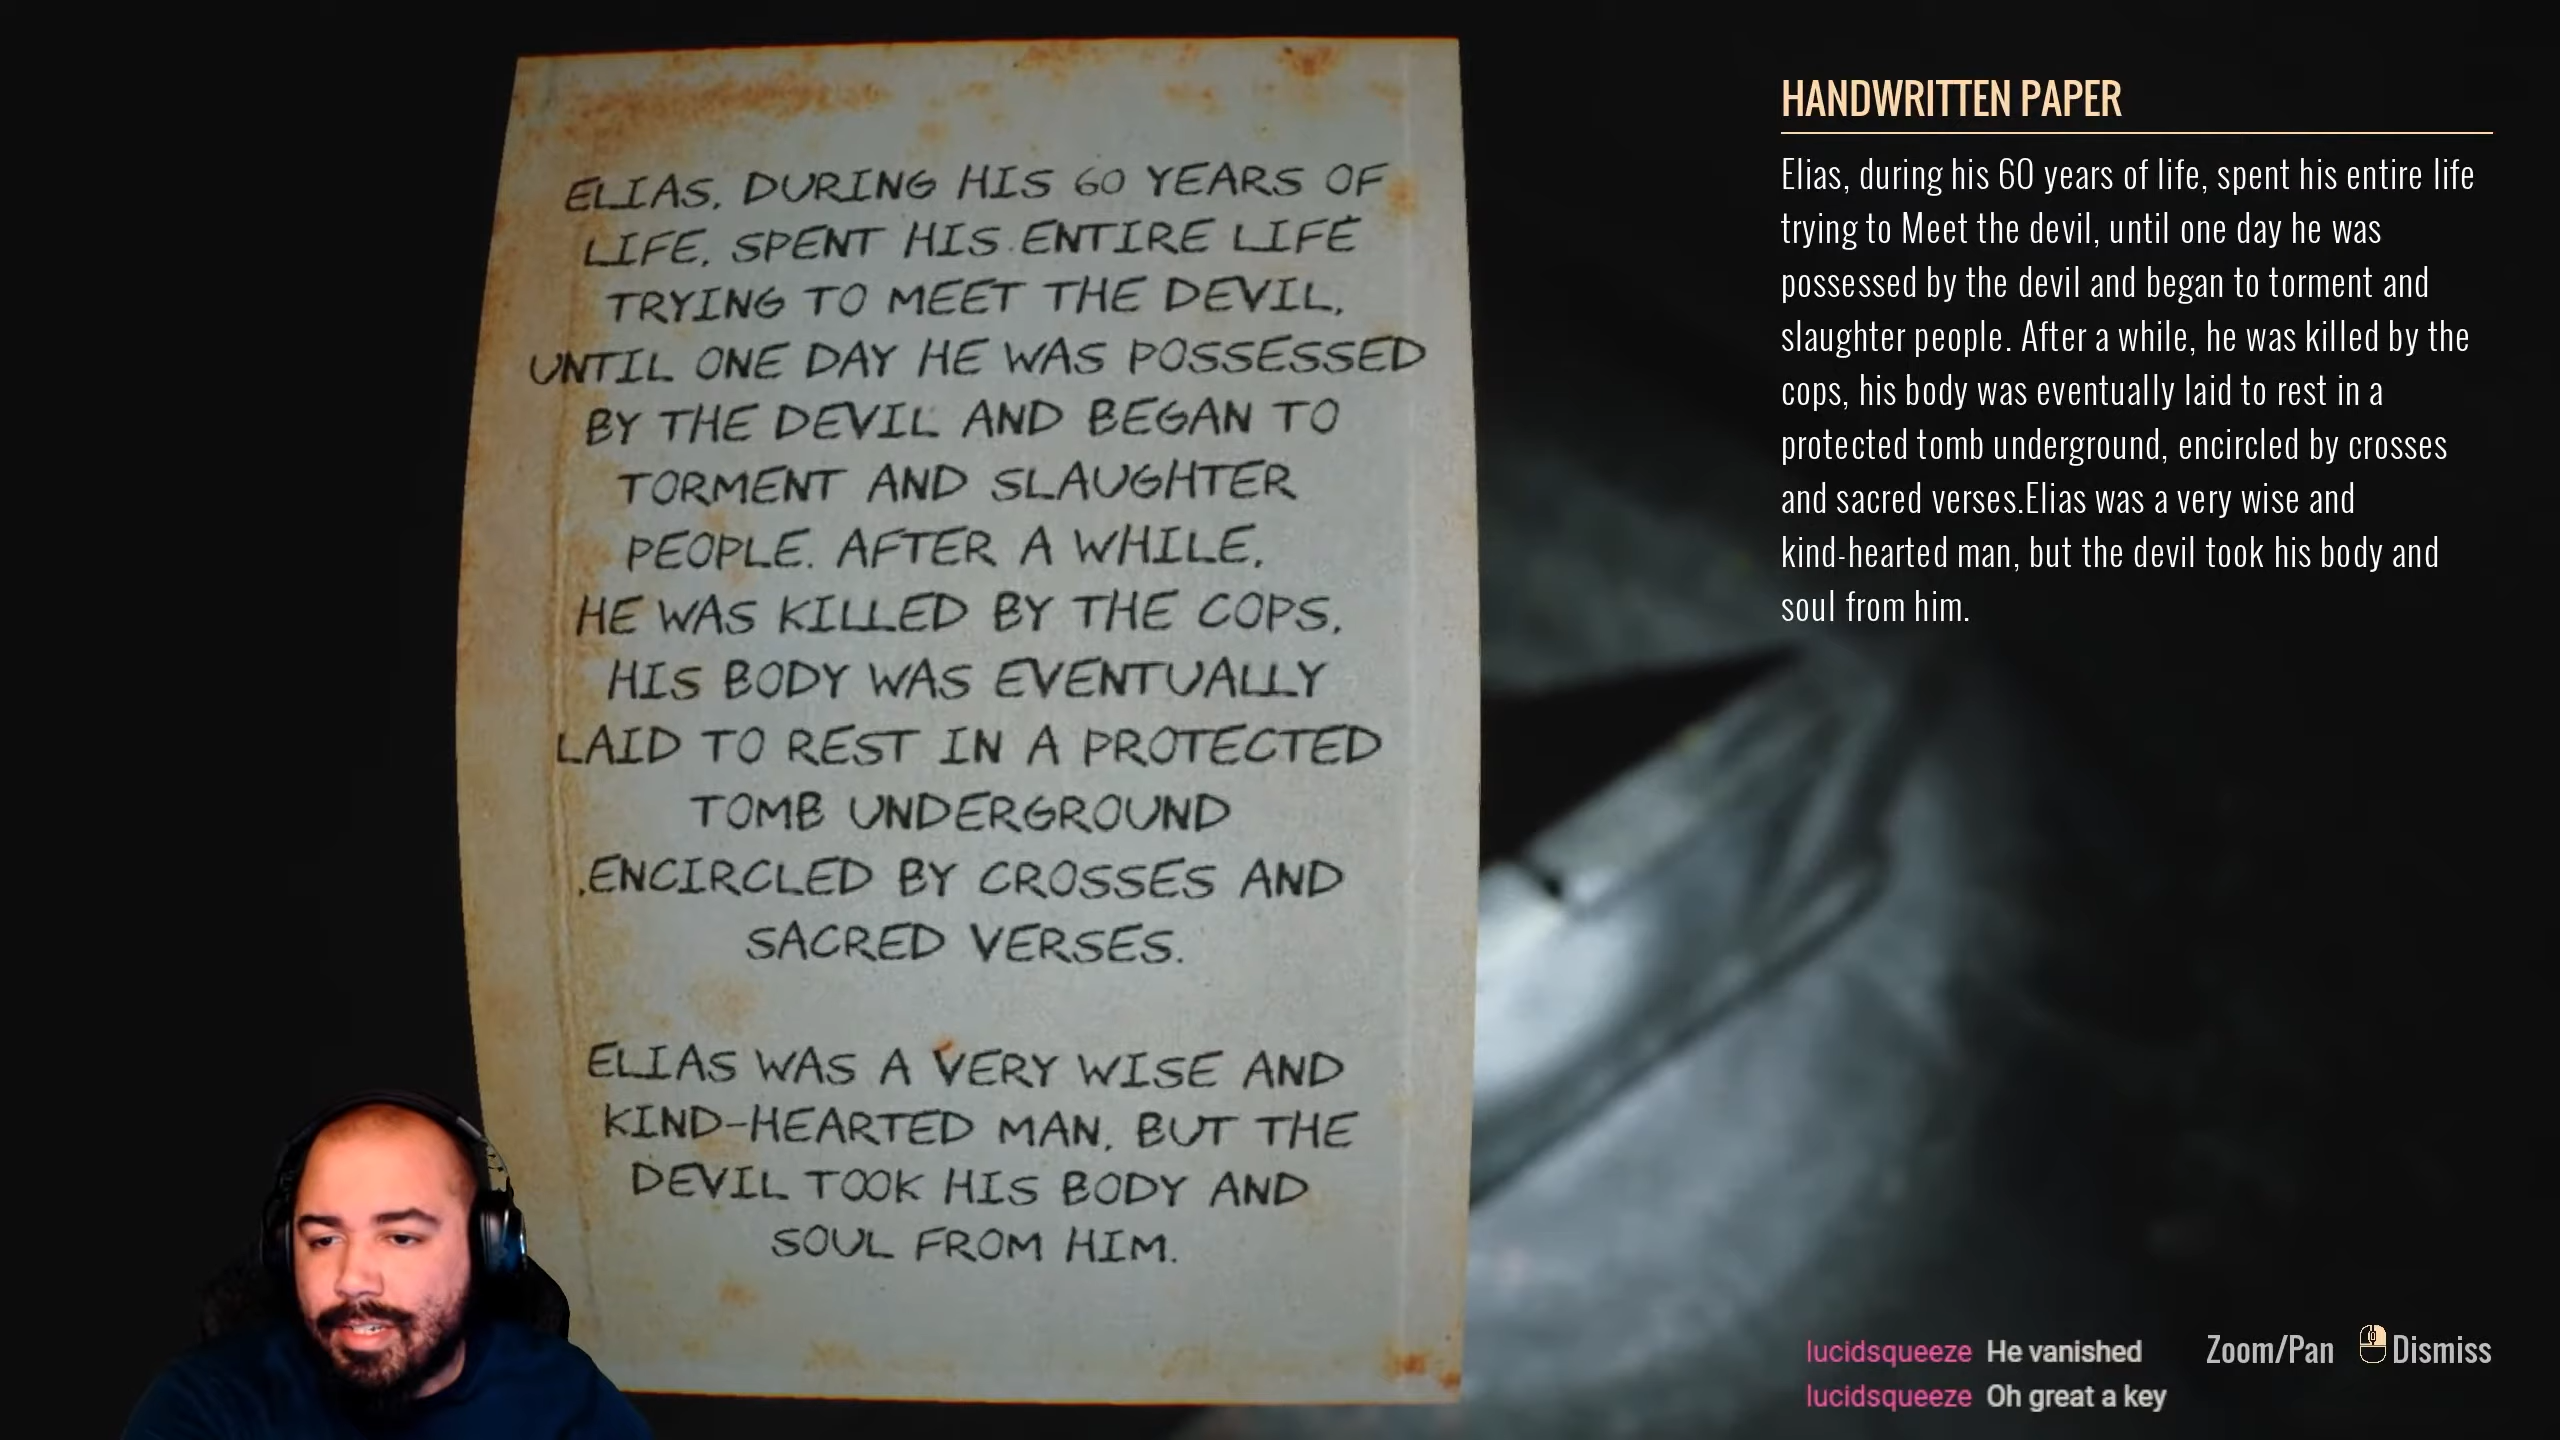 ELIAS, DURING HIS 60 YEARS OF
LIFE, SPENT HIS ENTIRE LIFE
TRYING TO MEET THE DEVIL,
UNTIL ONE DAY HE WAS POSSESSED
BY THE DEVIL AND BEGAN TO
TORMENT AND SLAUGHTER
PEOPLE. AFTER A WHILE,
HE WAS KILLED BY THE COPS,
HIS BODY WAS EVENTUALLY
LAID TO REST IN A PROTECTED
TOMB UNDERGROUND
,ENCIRCLED BY CROSSES AND
SACRED VERSES.
ELIAS WAS A VERY WISE AND
KIND-HEARTED MAN, BUT THE
DEVIL TOOK HIS BODY AND
SOUL FROM HIM.
HANDWRITTEN PAPER
Elias, during his 60 years of life, spent his entire life
trying to Meet the devil, until one day he was
possessed by the devil and began to torment and
slaughter people. After a while, he was killed by the
cops, his body was eventually laid to rest in a
protected tomb underground, encircled by crosses
and sacred verses.Elias was a very wise and
kind-hearted man, but the devil took his body and
soul from him.
lucidsqueeze He vanished
lucidsqueeze Oh great a key
Zoom/Pan Dismiss